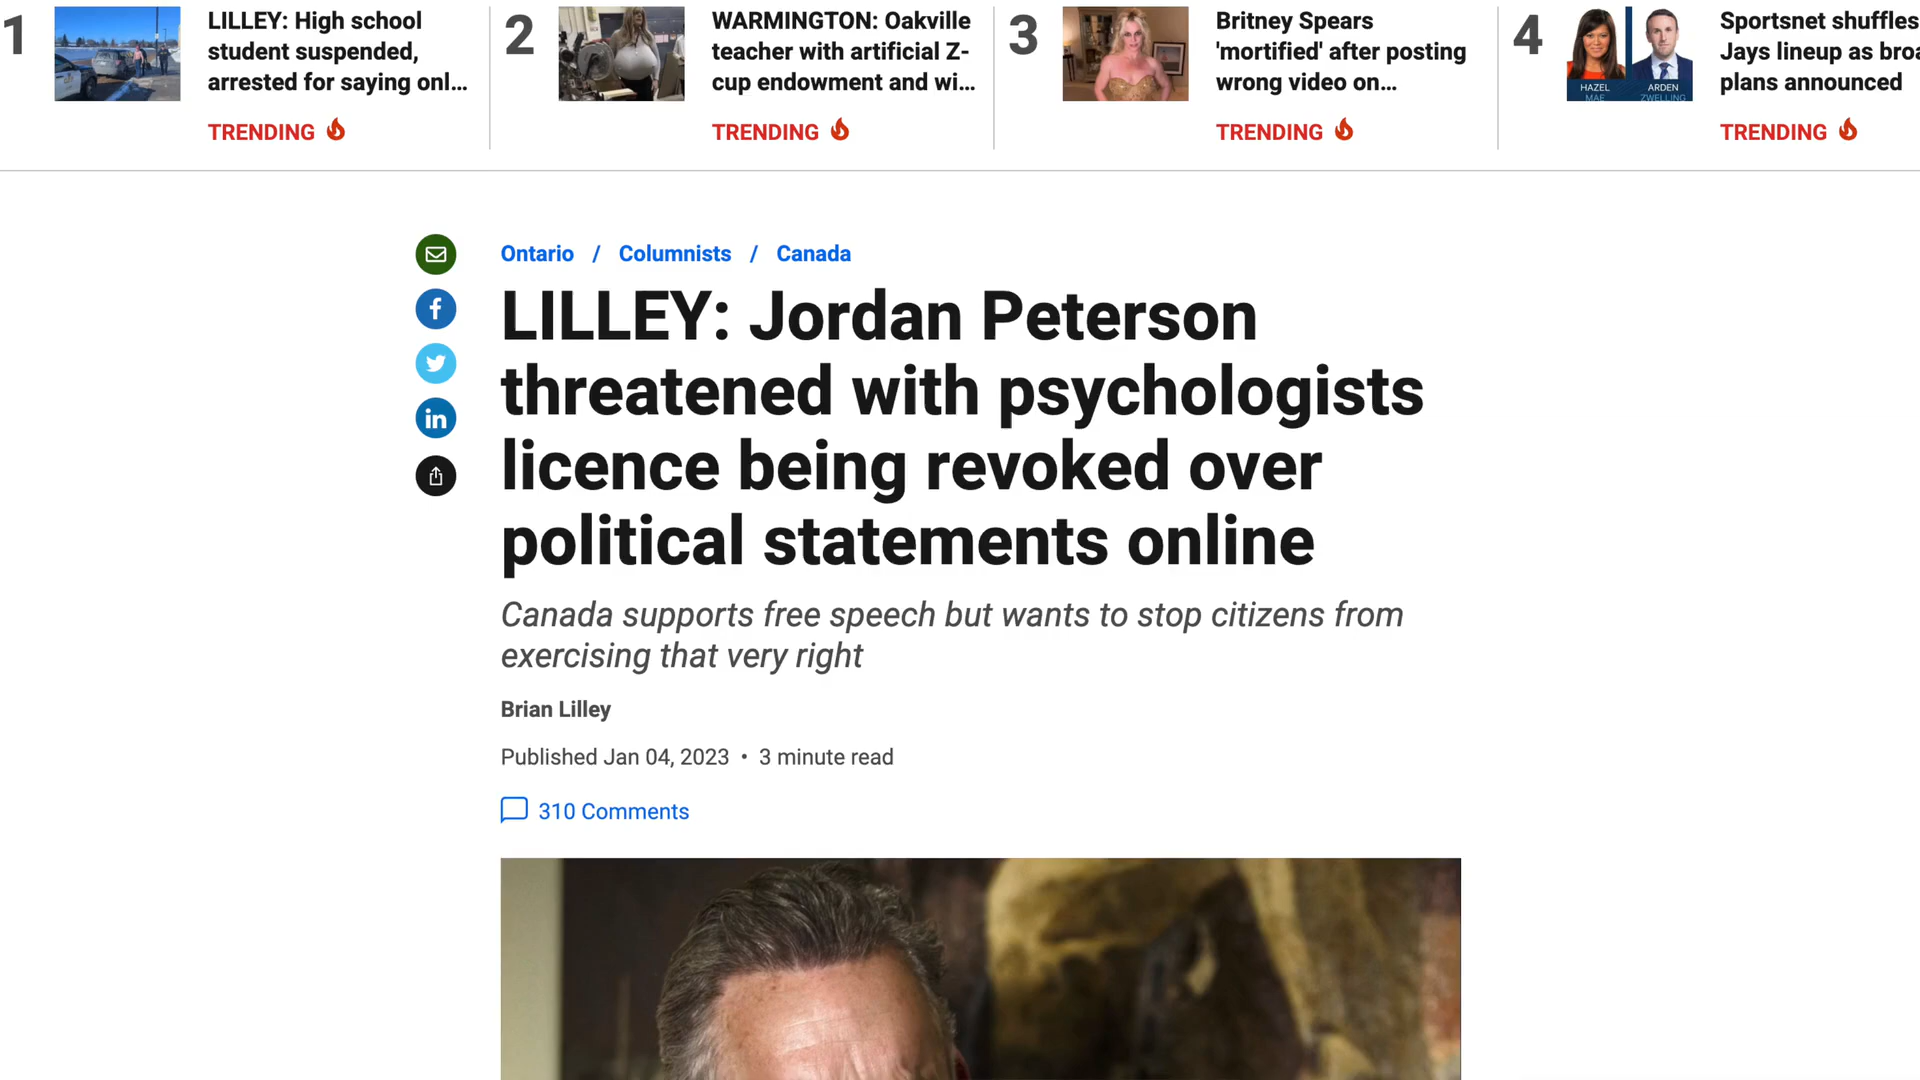 1
LILLEY: High school
student suspended,
arrested for saying onl...
TRENDING
2
WARMINGTON: Oakville
teacher with artificial Z-
cup endowment and wi...
TRENDING
3
Britney Spears
'mortified' after posting
wrong video on...
TRENDING
4
HAZEL
MAE
ARDEN
ZWELLING
Sportsnet shuffles
Jays lineup as broa
plans announced
TRENDING
Ontario / Columnists / Canada
LILLEY: Jordan Peterson
threatened with psychologists
licence being revoked over
political statements online
Canada supports free speech but wants to stop citizens from
exercising that very right
Brian Lilley
Published Jan 04, 2023 • 3 minute read
310 Comments